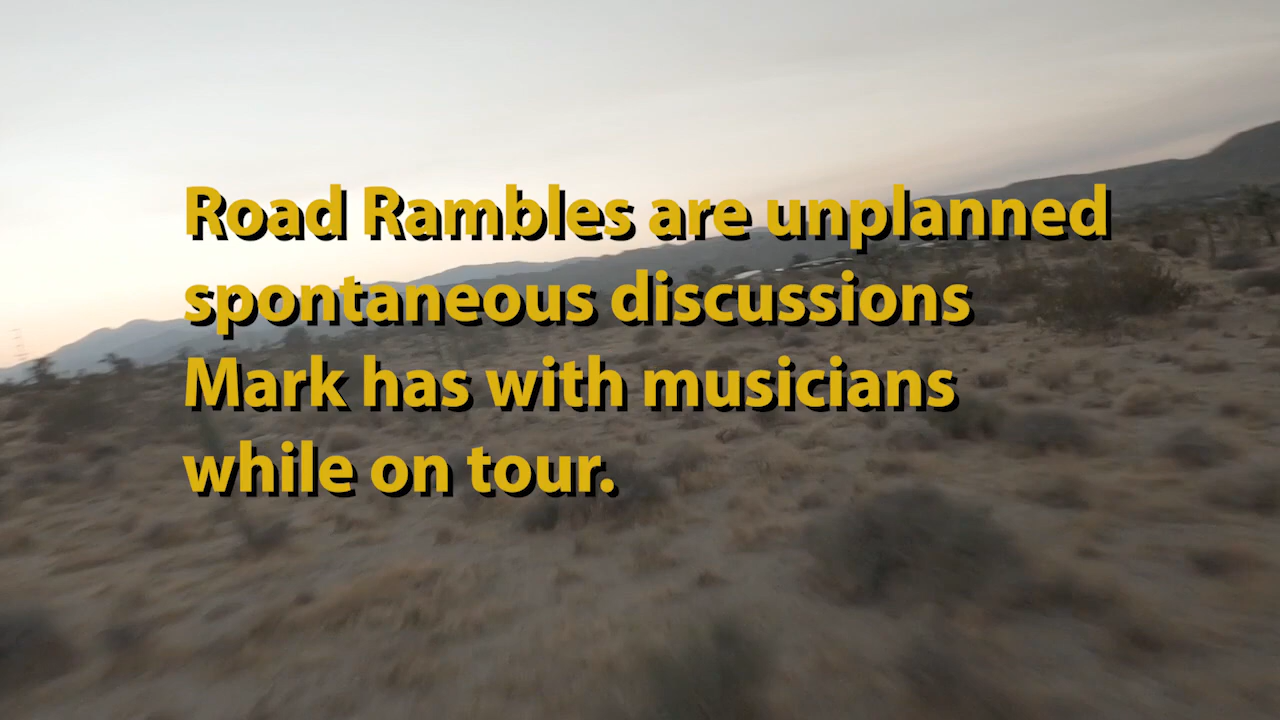 Road Rambles are unplanned
spontaneous discussions
Mark has with musicians
while on tour.